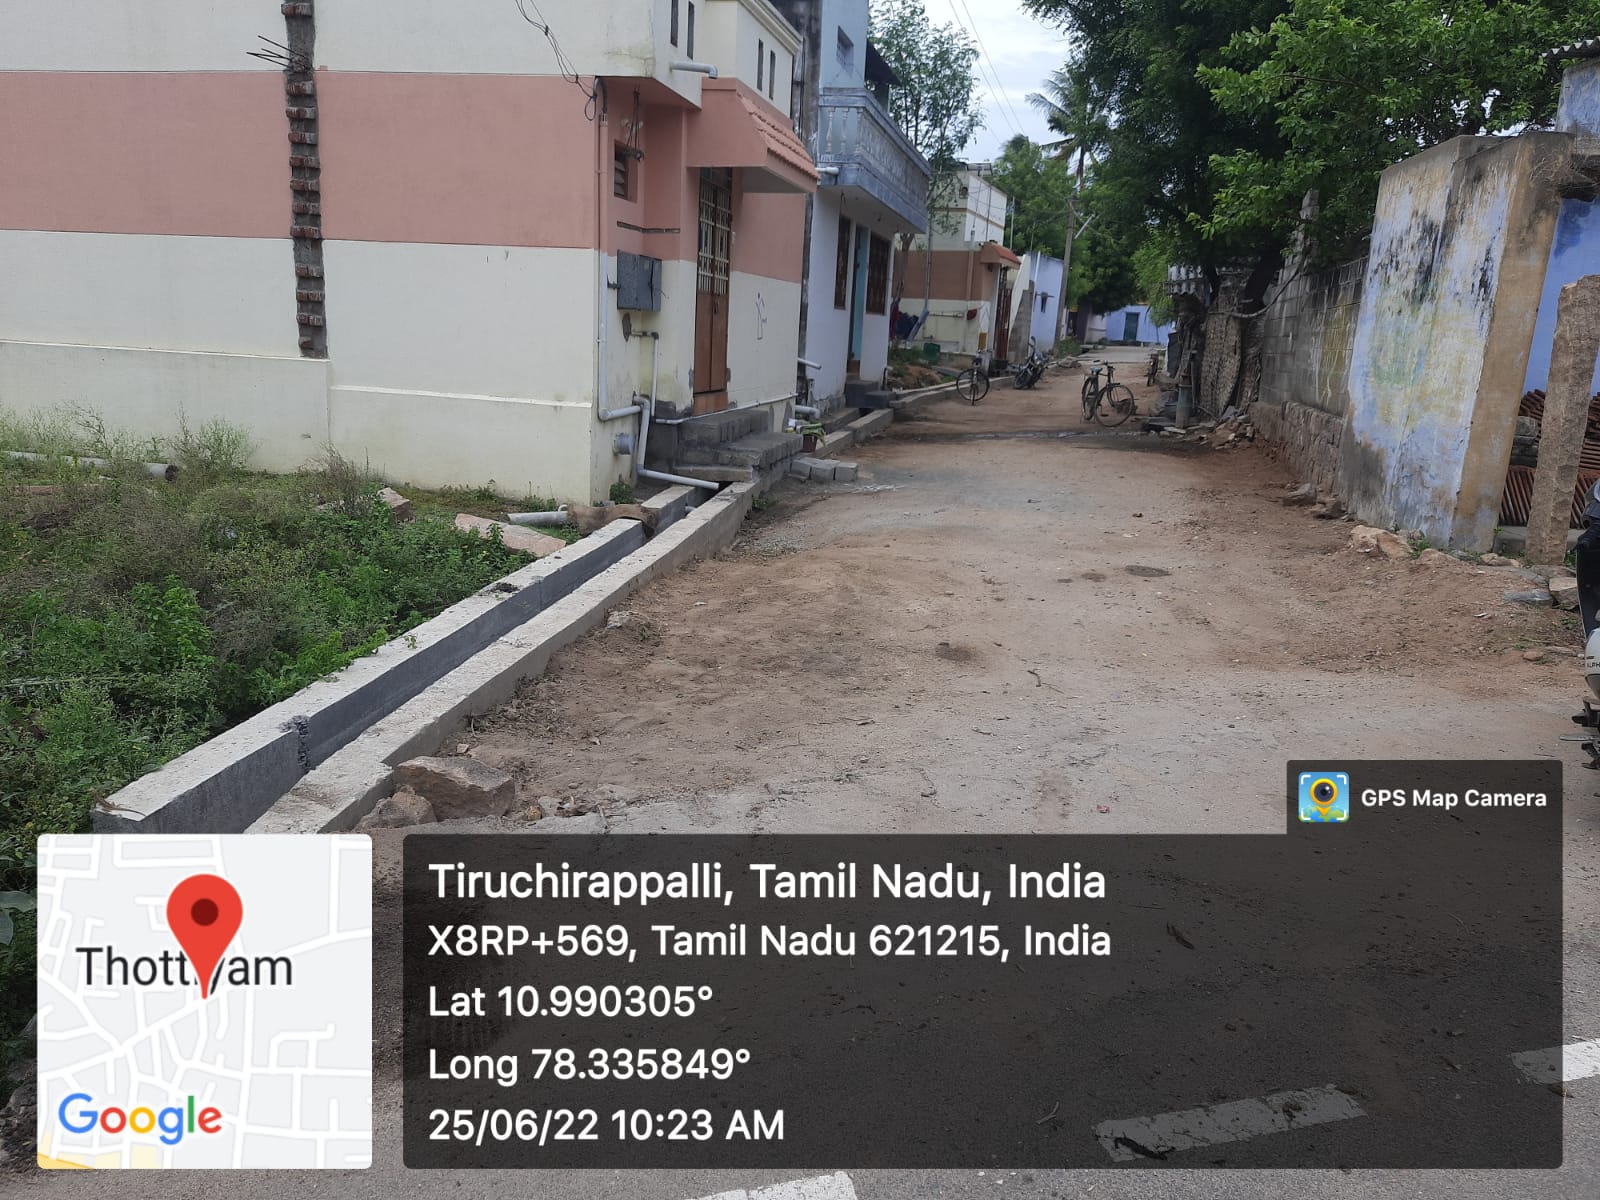 GPS Map Camera
Tiruchirappalli, Tamil Nadu, India
X8RP+569, Tamil Nadu 621215, India
Lat 10.990305°
Long 78.335849°
25/06/22 10:23 AM
Google